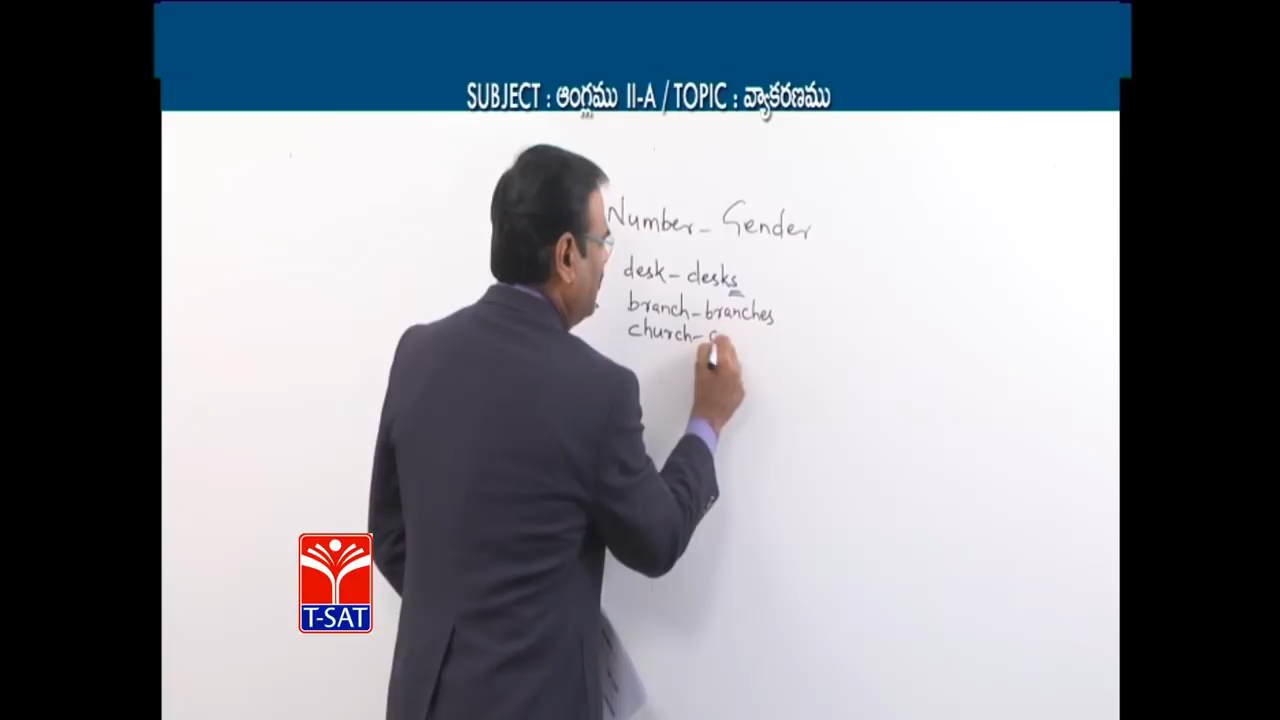 SUBJECT : ఆంగ్లము II-A / TOPIC : వ్యాకరణము
Number - Gender
desk - desks
branch - branches
church - c
T-SAT